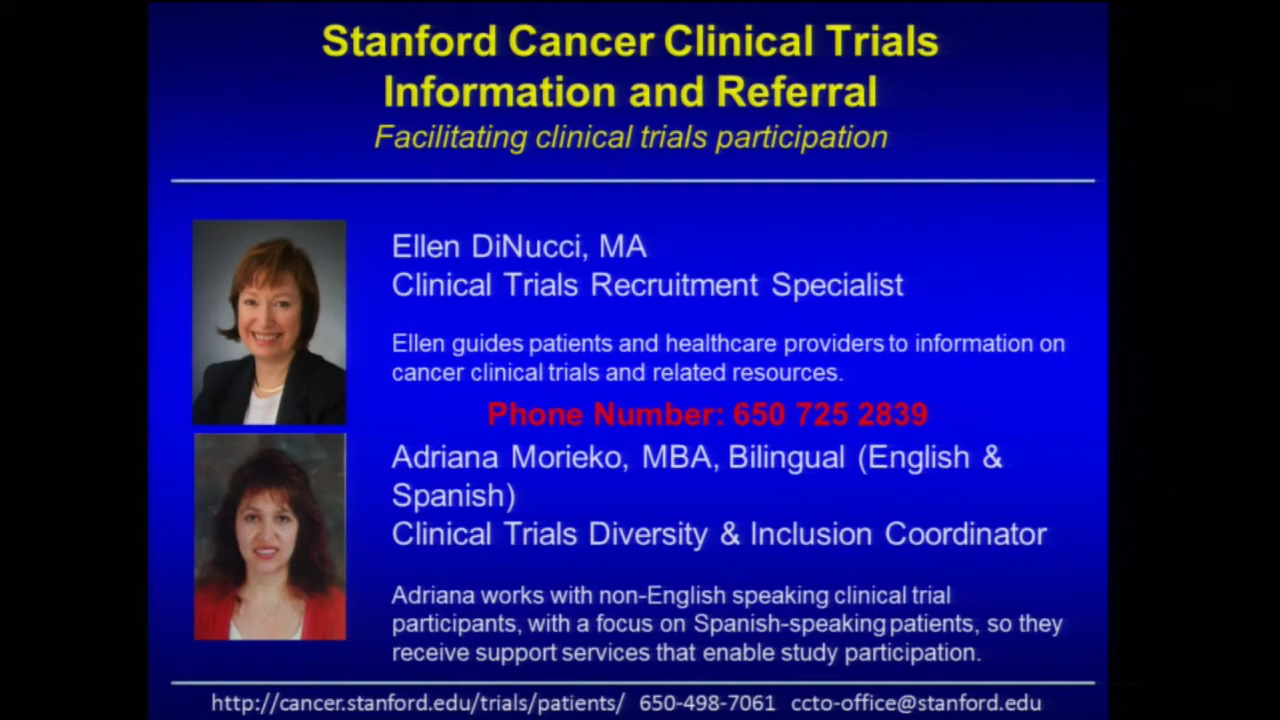 Stanford Cancer Clinical Trials
Information and Referral
Facilitating clinical trials participation
Ellen DiNucci, MA
Clinical Trials Recruitment Specialist
Ellen guides patients and healthcare providers to information on
cancer clinical trials and related resources.
Phone Number: 650 725 2839
Adriana Morieko, MBA, Bilingual (English &
Spanish)
Clinical Trials Diversity & Inclusion Coordinator
Adriana works with non-English speaking clinical trial
participants, with a focus on Spanish-speaking patients, so they
receive support services that enable study participation.
http://cancer.stanford.edu/trials/patients/ 650-498-7061 ccto-office@stanford.edu